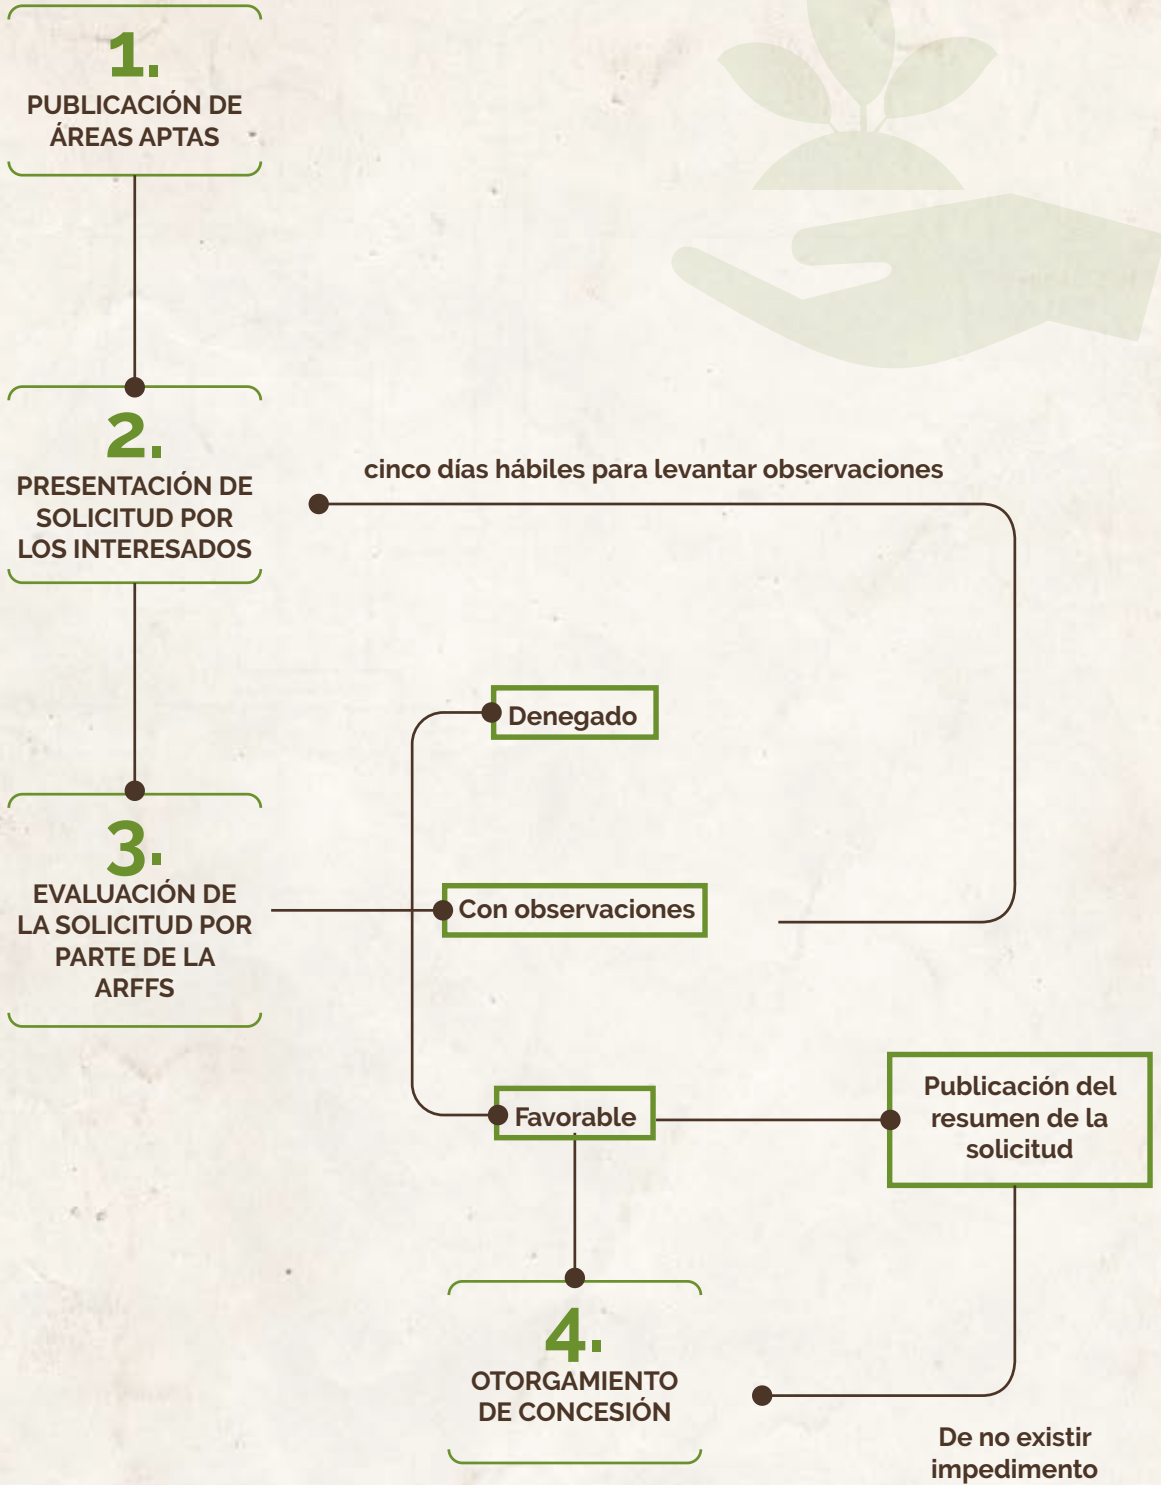 1.
PUBLICACIÓN DE
ÁREAS APTAS
2.
PRESENTACIÓN DE
SOLICITUD POR
LOS INTERESADOS
cinco días hábiles para levantar observaciones
Denegado
3.
EVALUACIÓN DE
LA SOLICITUD POR
PARTE DE LA
ARFFS
Con observaciones
Favorable
Publicación del
resumen de la
solicitud
4.
OTORGAMIENTO
DE CONCESIÓN
De no existir
impedimento